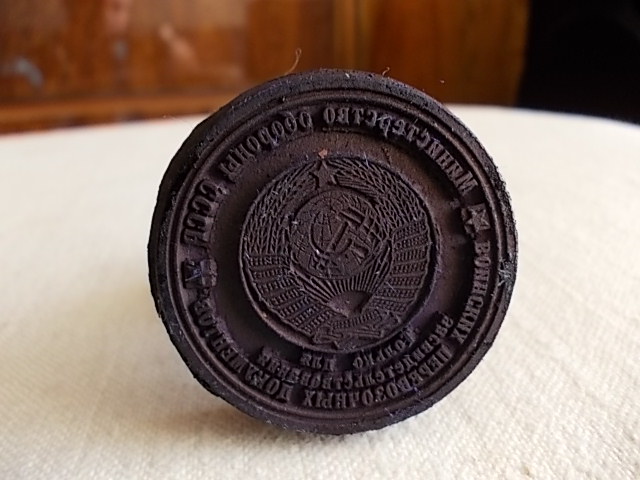 Министерство Обороны СССР
Только для
засвидетельствования
воинских перевозочных документов